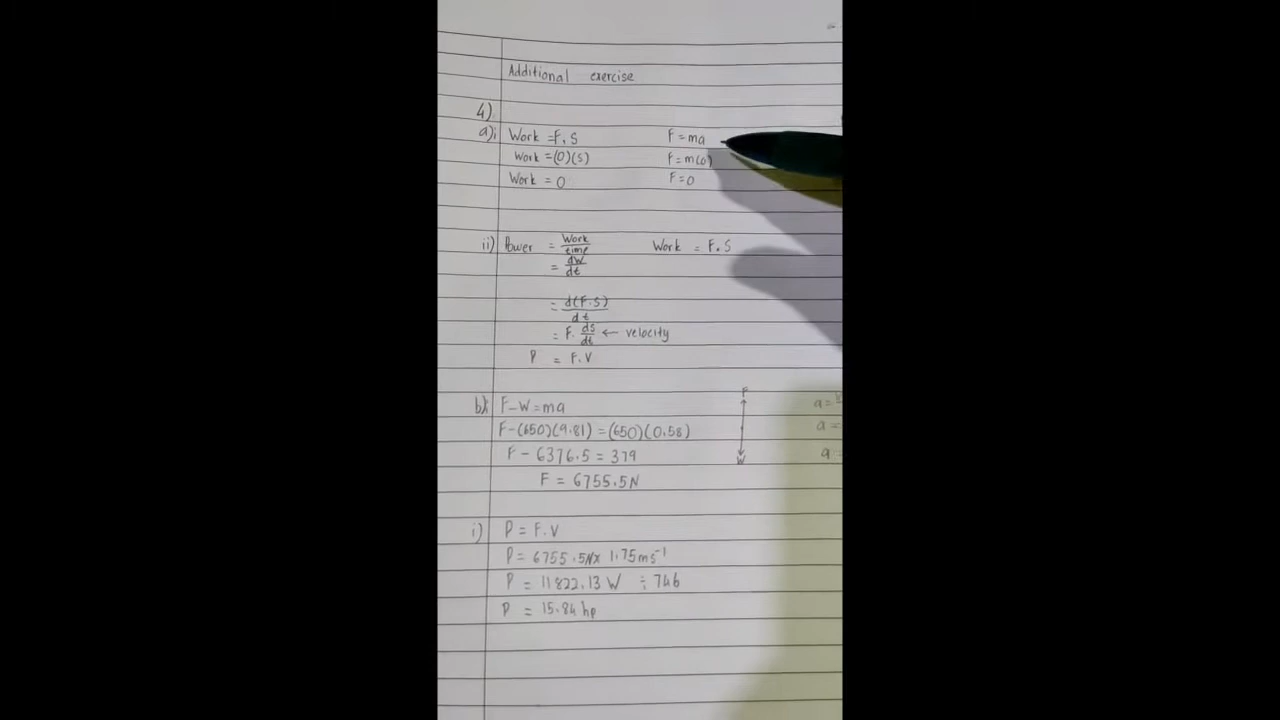 Additional exercise
4)
a)i Work = F.S F = ma
Work = (0)(s) F = m(0)
Work = 0 F = 0
ii) Power = Work/time Work = F.S
= dW/dt
= d(F.S)/dt
= F. ds/dt ← velocity
P = F.V
b)i F-W = ma F a =
F-(650)(9.81) = (650)(0.58) a =
F - 6376.5 = 379 W a =
F = 6755.5N
i) P = F.V
P = 6755.5N x 1.75ms⁻¹
P = 11822.13 W ÷ 746
P = 15.84 hp